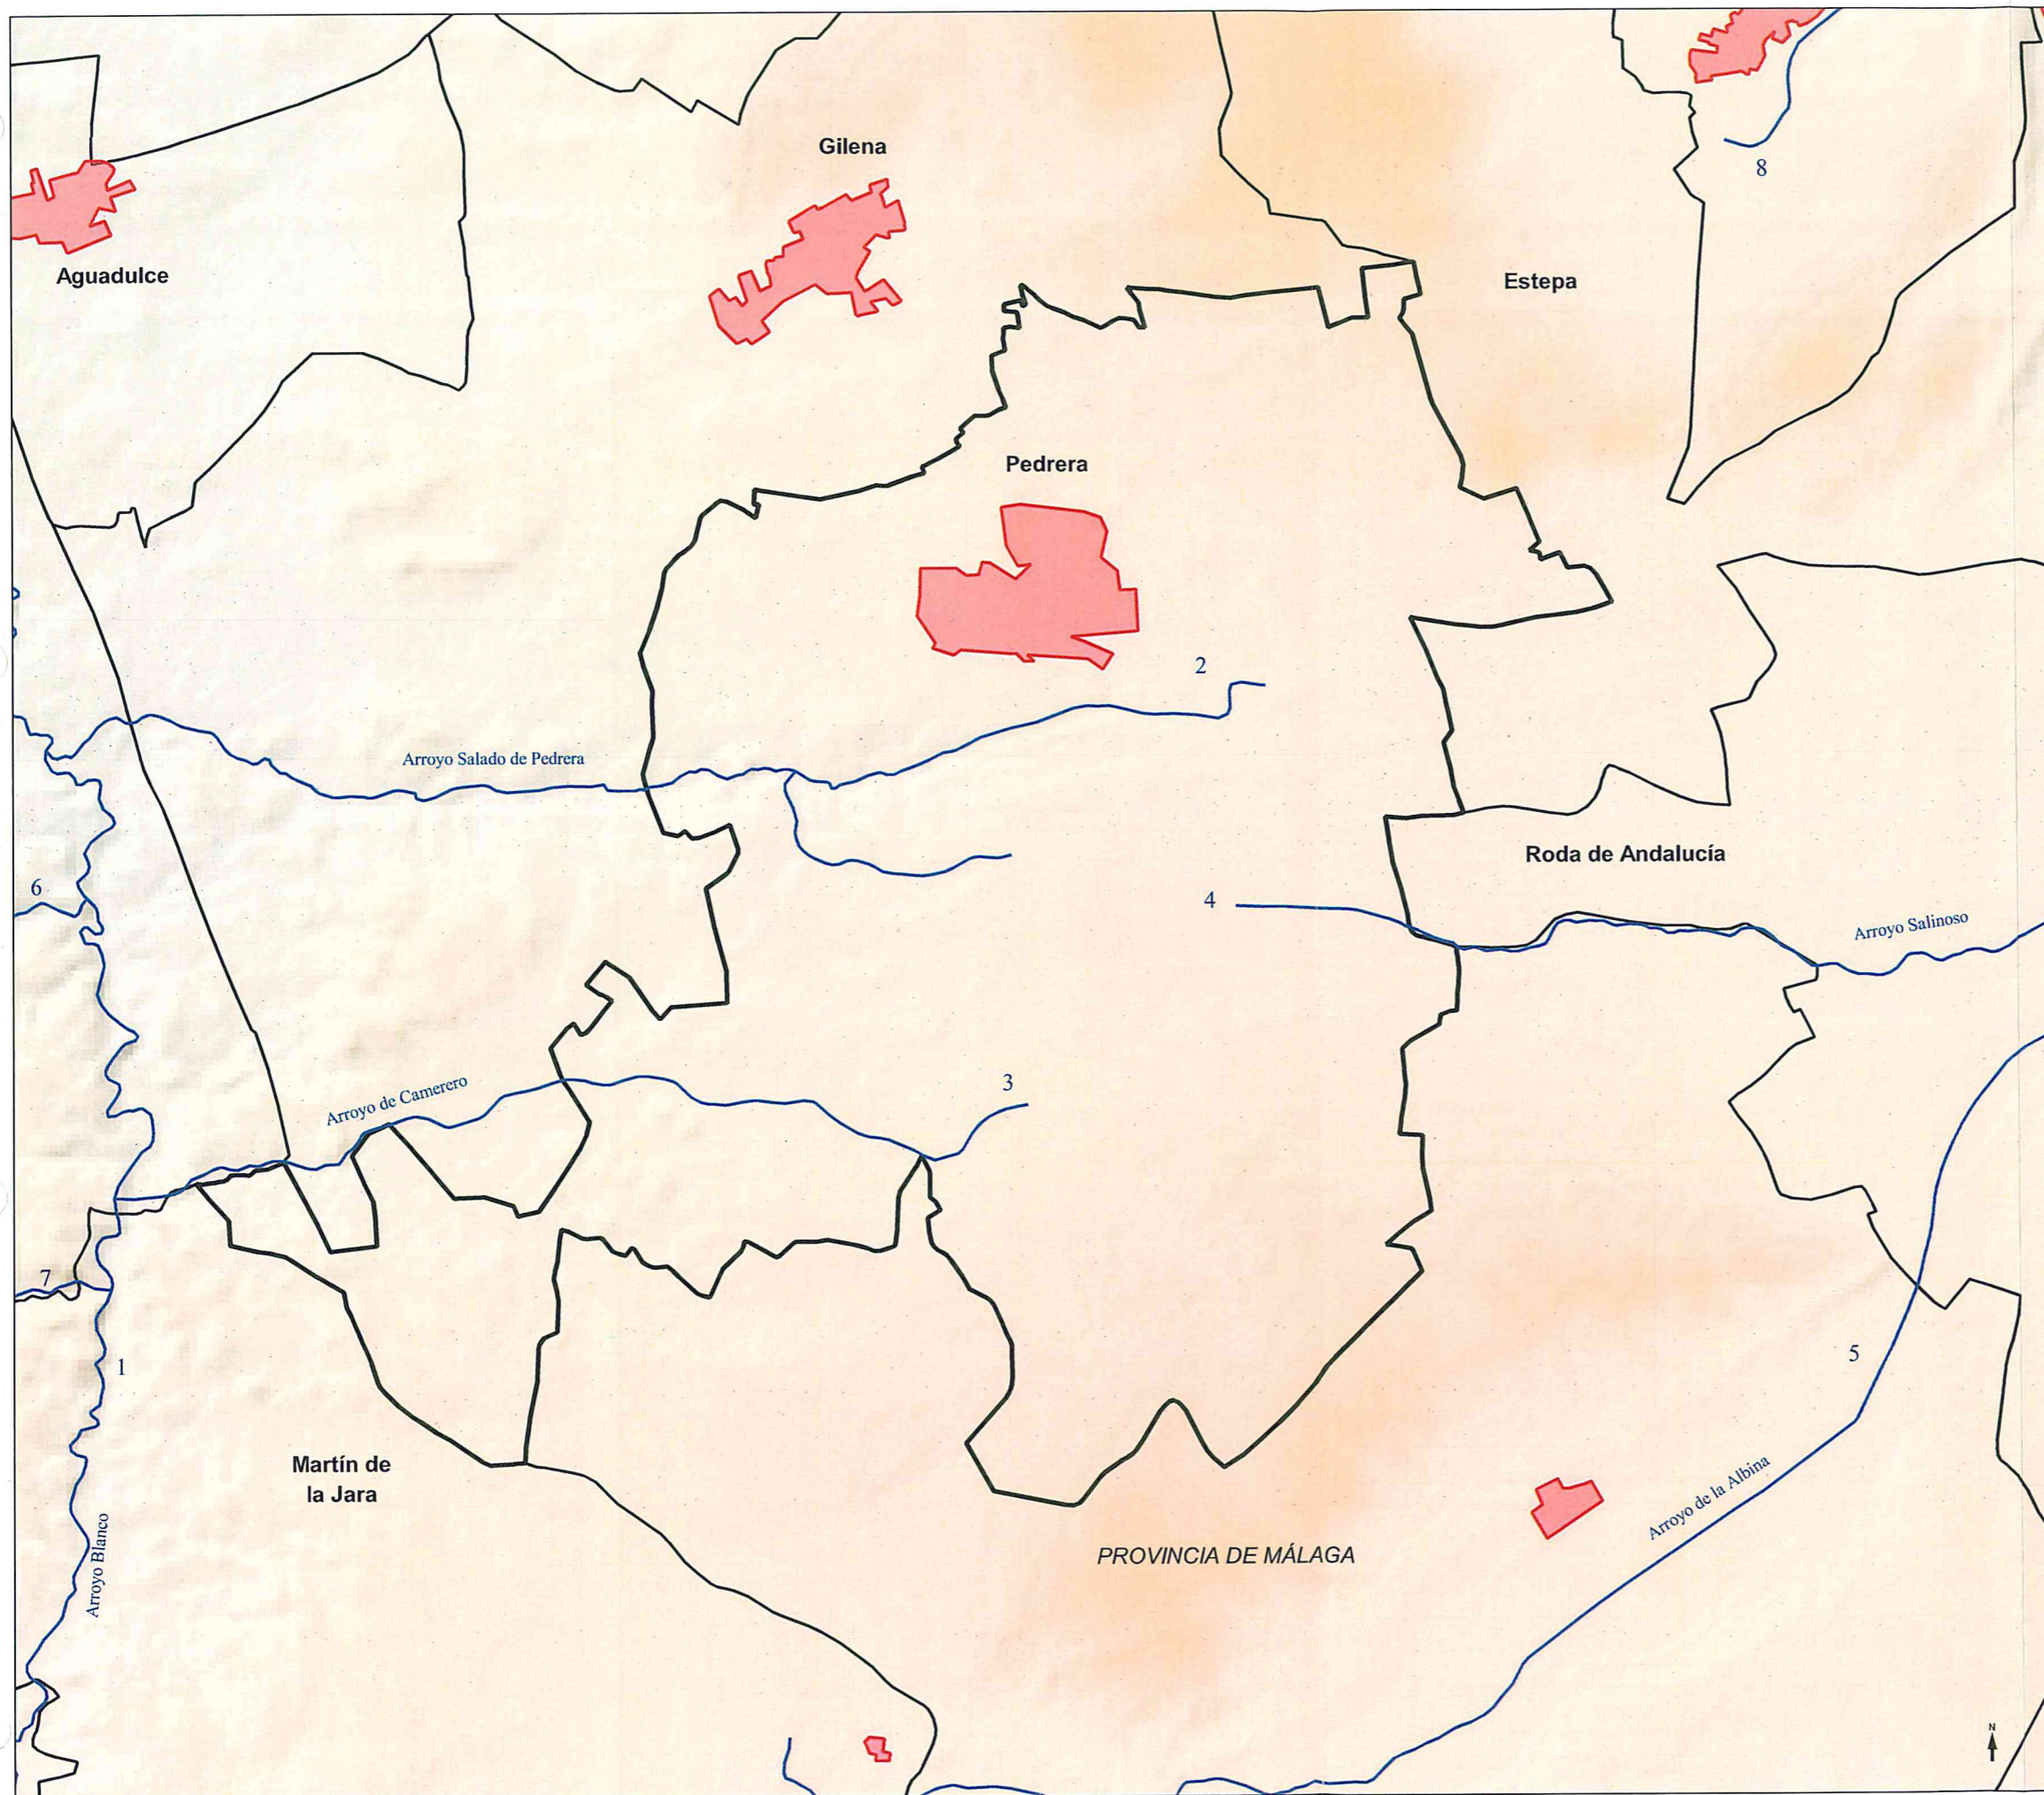 Gilena
8
Aguadulce
Estepa
Pedrera
2
Arroyo Salado de Pedrera
Roda de Andalucía
6
4
Arroyo Salinoso
3
Arroyo de Camerero
7
1
5
Martín de
la Jara
Arroyo de la Albina
Arroyo Blanco
PROVINCIA DE MÁLAGA
N